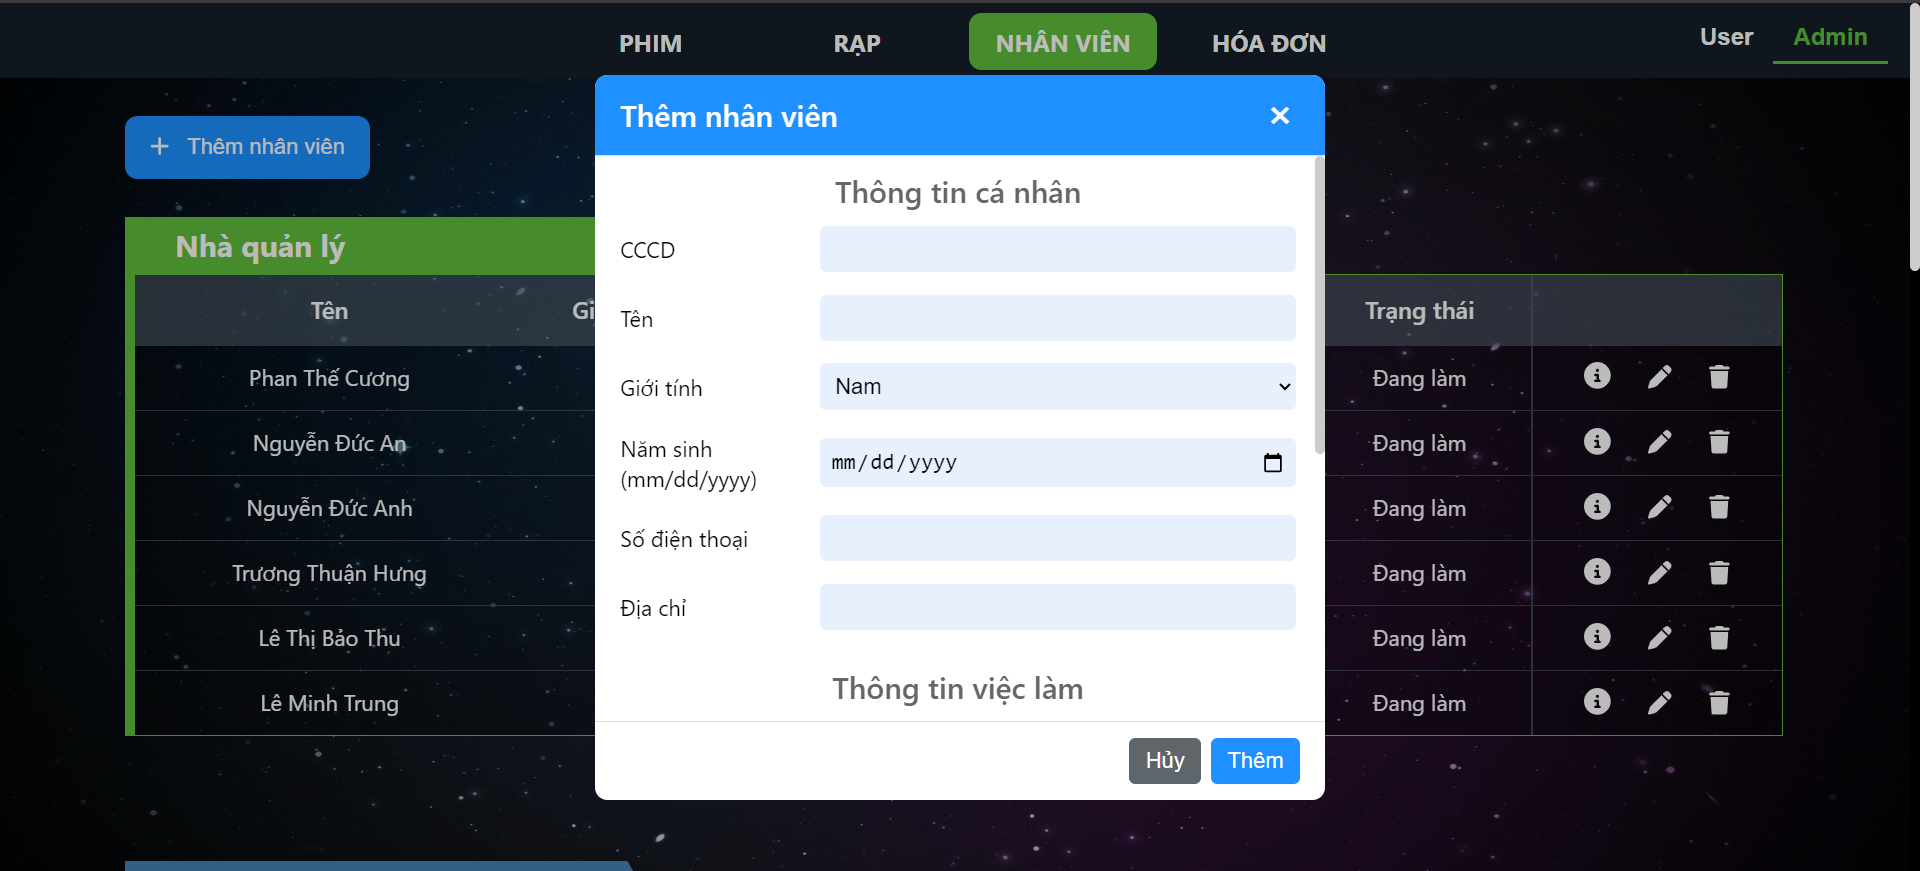 PHIM
RẠP
NHÂN VIÊN
HÓA ĐƠN
User
Admin
Thêm nhân viên
Nhà quản lý
Tên
Trạng thái
Phan Thế Cương
Đang làm
Nguyễn Đức An
Đang làm
Nguyễn Đức Anh
Đang làm
Trương Thuận Hưng
Đang làm
Lê Thị Bảo Thu
Đang làm
Lê Minh Trung
Đang làm
Thêm nhân viên
Thông tin cá nhân
CCCD
Tên
Giới tính
Nam
Năm sinh
(mm/dd/yyyy)
mm/dd/yyyy
Số điện thoại
Địa chỉ
Thông tin việc làm
Hủy
Thêm